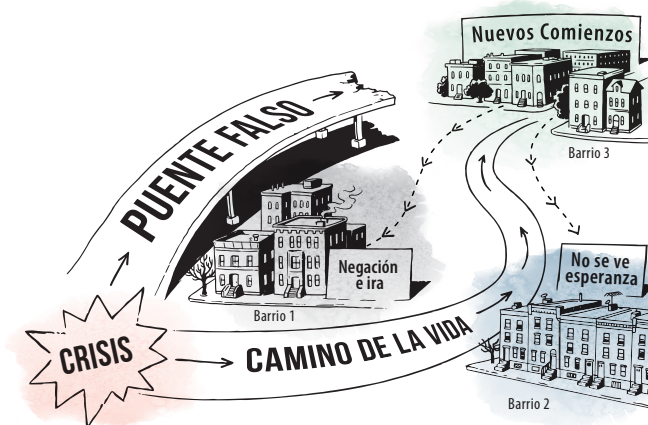 Nuevos Comienzos
Barrio 3
PUENTE FALSO
Negación
e ira
Barrio 1
No se ve
esperanza
Barrio 2
CRISIS
CAMINO DE LA VIDA